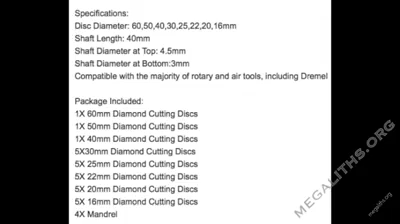 Specifications:
Disc Diameter: 60,50,40,30,25,22,20,16mm
Shaft Length: 40mm
Shaft Diameter at Top: 4.5mm
Shaft Diameter at Bottom:3mm
Compatible with the majority of rotary and air tools, including Dremel
Package Included:
1X 60mm Diamond Cutting Discs
1X 50mm Diamond Cutting Discs
1X 40mm Diamond Cutting Discs
5X30mm Diamond Cutting Discs
5X 25mm Diamond Cutting Discs
5X 22mm Diamond Cutting Discs
5X 20mm Diamond Cutting Discs
5X 16mm Diamond Cutting Discs
4X Mandrel
MEGALITHS.ORG
megaliths.org